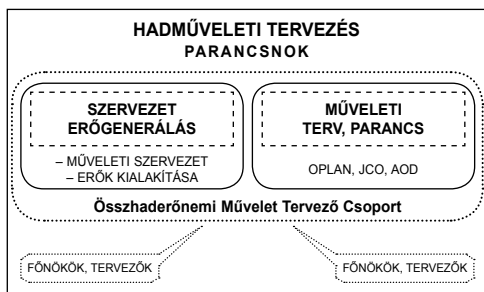 HADMŰVELETI TERVEZÉS
PARANCSNOK
SZERVEZET
ERŐGENERÁLÁS
– MŰVELETI SZERVEZET
– ERŐK KIALAKÍTÁSA
MŰVELETI
TERV, PARANCS
OPLAN, JCO, AOD
Összhaderőnemi Művelet Tervező Csoport
FŐNÖKÖK, TERVEZŐK
FŐNÖKÖK, TERVEZŐK